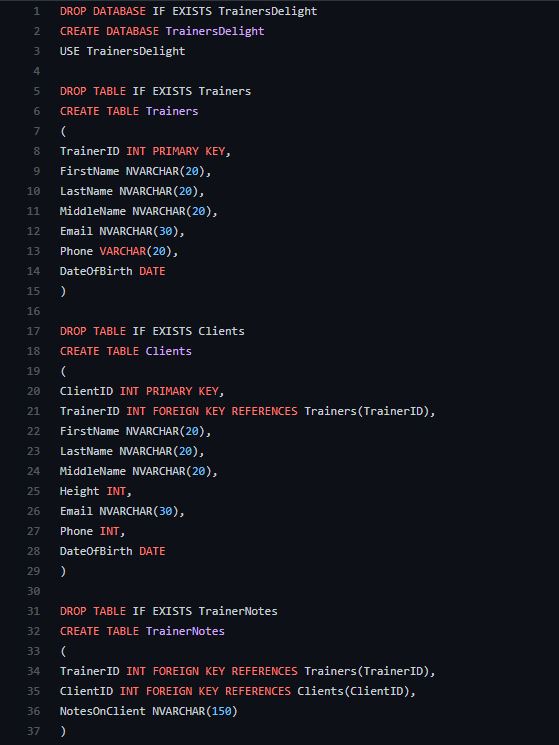 1 DROP DATABASE IF EXISTS TrainersDelight
2 CREATE DATABASE TrainersDelight
3 USE TrainersDelight
4
5 DROP TABLE IF EXISTS Trainers
6 CREATE TABLE Trainers
7 (
8 TrainerID INT PRIMARY KEY,
9 FirstName NVARCHAR(20),
10 LastName NVARCHAR(20),
11 MiddleName NVARCHAR(20),
12 Email NVARCHAR(30),
13 Phone VARCHAR(20),
14 DateOfBirth DATE
15 )
16
17 DROP TABLE IF EXISTS Clients
18 CREATE TABLE Clients
19 (
20 ClientID INT PRIMARY KEY,
21 TrainerID INT FOREIGN KEY REFERENCES Trainers(TrainerID),
22 FirstName NVARCHAR(20),
23 LastName NVARCHAR(20),
24 MiddleName NVARCHAR(20),
25 Height INT,
26 Email NVARCHAR(30),
27 Phone INT,
28 DateOfBirth DATE
29 )
30
31 DROP TABLE IF EXISTS TrainerNotes
32 CREATE TABLE TrainerNotes
33 (
34 TrainerID INT FOREIGN KEY REFERENCES Trainers(TrainerID),
35 ClientID INT FOREIGN KEY REFERENCES Clients(ClientID),
36 NotesOnClient NVARCHAR(150)
37 )